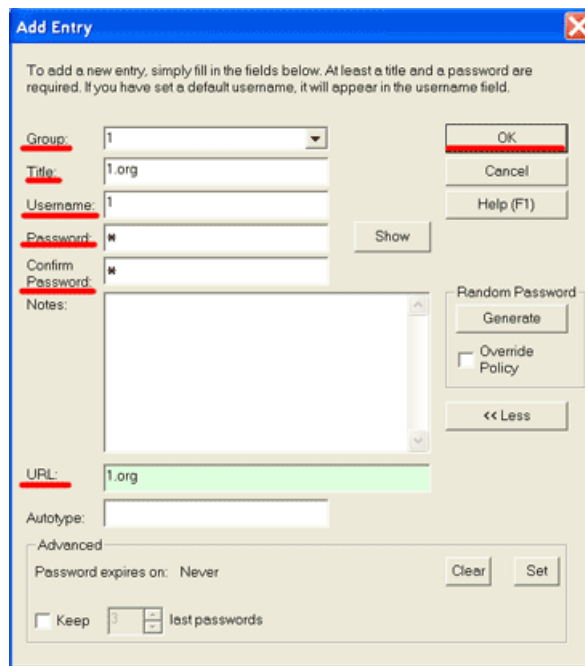 Add Entry
To add a new entry, simply fill in the fields below. At least a title and a password are
required. If you have set a default username, it will appear in the username field.
Group: 1
OK
Title: 1.org
Cancel
Username: 1
Help (F1)
Password: *
Show
Confirm
Password: *
Notes:
Random Password
Generate
Override
Policy
<< Less
URL: 1.org
Autotype:
Advanced
Password expires on: Never
Clear
Set
Keep 3 last passwords